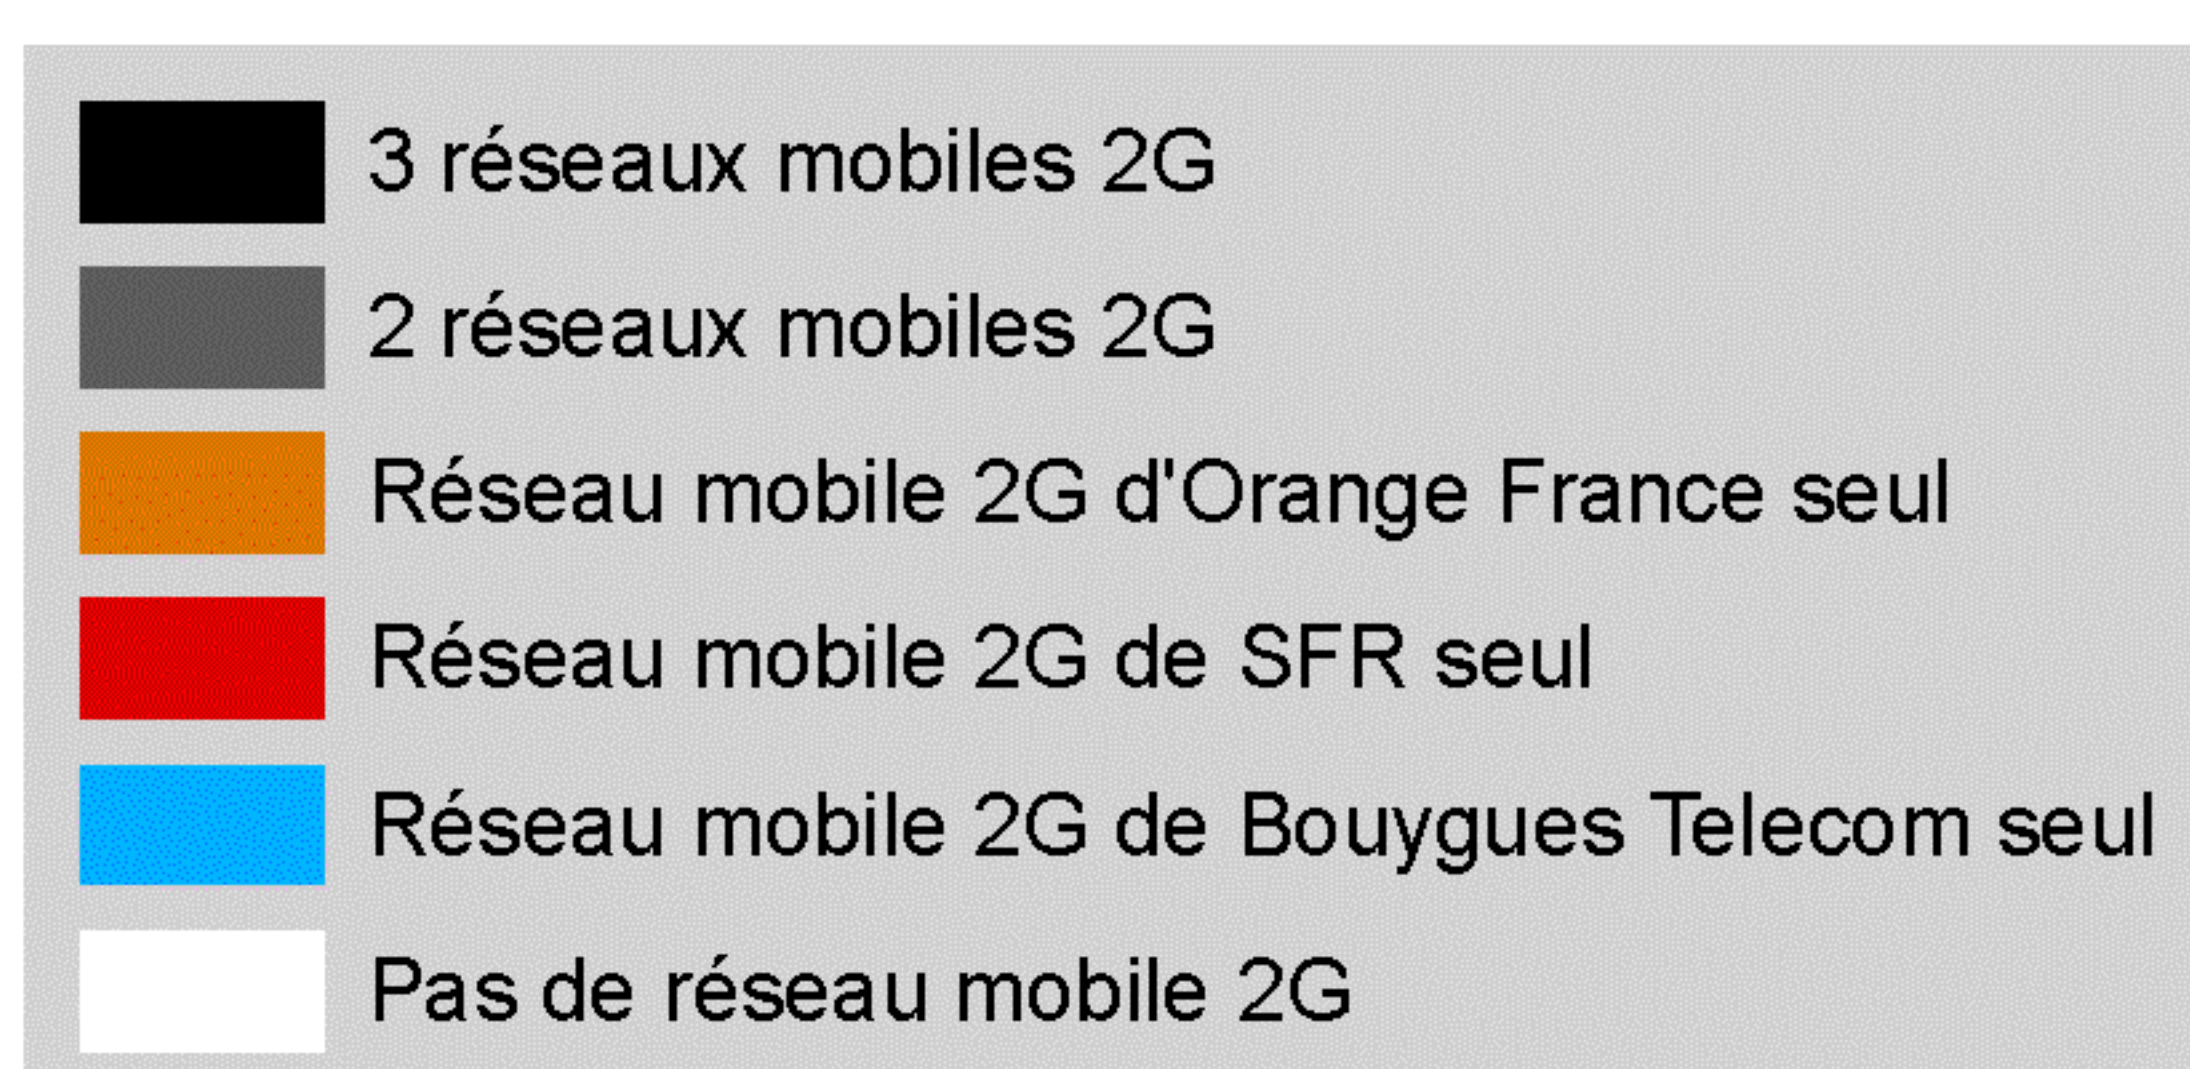 3 réseaux mobiles 2G
2 réseaux mobiles 2G
Réseau mobile 2G d'Orange France seul
Réseau mobile 2G de SFR seul
Réseau mobile 2G de Bouygues Telecom seul
Pas de réseau mobile 2G